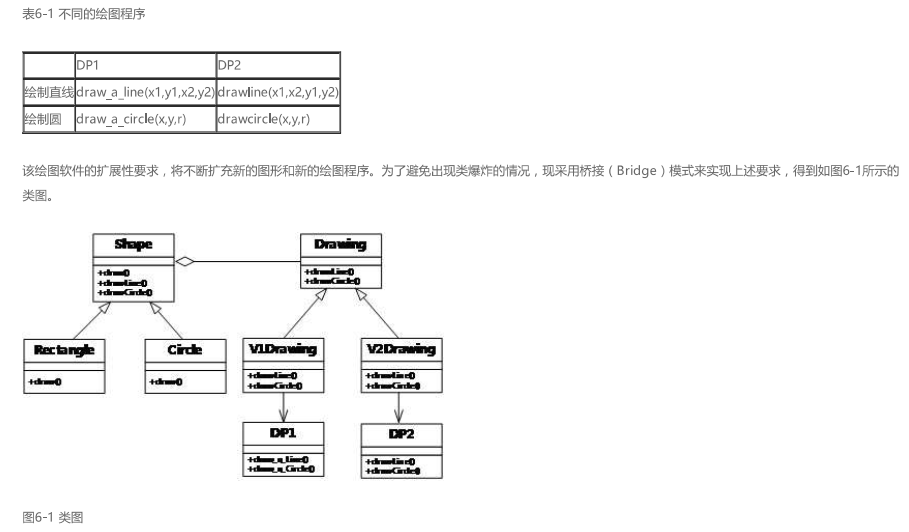 表6-1 不同的绘图程序
DP1 DP2
绘制直线 draw_a_line(x1,y1,x2,y2) drawline(x1,x2,y1,y2)
绘制圆 draw_a_circle(x,y,r) drawcircle(x,y,r)
该绘图软件的扩展性要求，将不断扩充新的图形和新的绘图程序。为了避免出现类爆炸的情况，现采用桥接（Bridge）模式来实现上述要求，得到如图6-1所示的
类图。
Shape Drawing
+draw() +drawLine()
+drawLine() +drawCircle()
+drawCircle()
Rectangle Circle V1Drawing V2Drawing
+draw() +draw() +drawLine() +drawLine()
+drawCircle() +drawCircle()
DP1 DP2
+draw_a_Line() +drawLine()
+draw_a_Circle() +drawCircle()
图6-1 类图